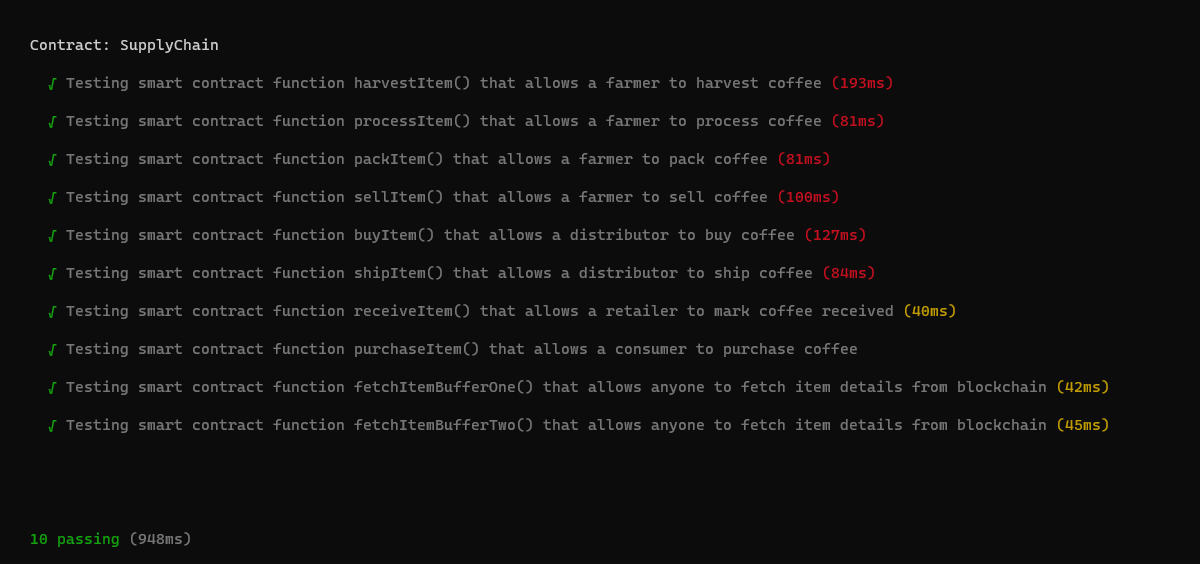 Contract: SupplyChain
√ Testing smart contract function harvestItem() that allows a farmer to harvest coffee (193ms)
√ Testing smart contract function processItem() that allows a farmer to process coffee (81ms)
√ Testing smart contract function packItem() that allows a farmer to pack coffee (81ms)
√ Testing smart contract function sellItem() that allows a farmer to sell coffee (100ms)
√ Testing smart contract function buyItem() that allows a distributor to buy coffee (127ms)
√ Testing smart contract function shipItem() that allows a distributor to ship coffee (84ms)
√ Testing smart contract function receiveItem() that allows a retailer to mark coffee received (40ms)
√ Testing smart contract function purchaseItem() that allows a consumer to purchase coffee
√ Testing smart contract function fetchItemBufferOne() that allows anyone to fetch item details from blockchain (42ms)
√ Testing smart contract function fetchItemBufferTwo() that allows anyone to fetch item details from blockchain (45ms)
10 passing (948ms)